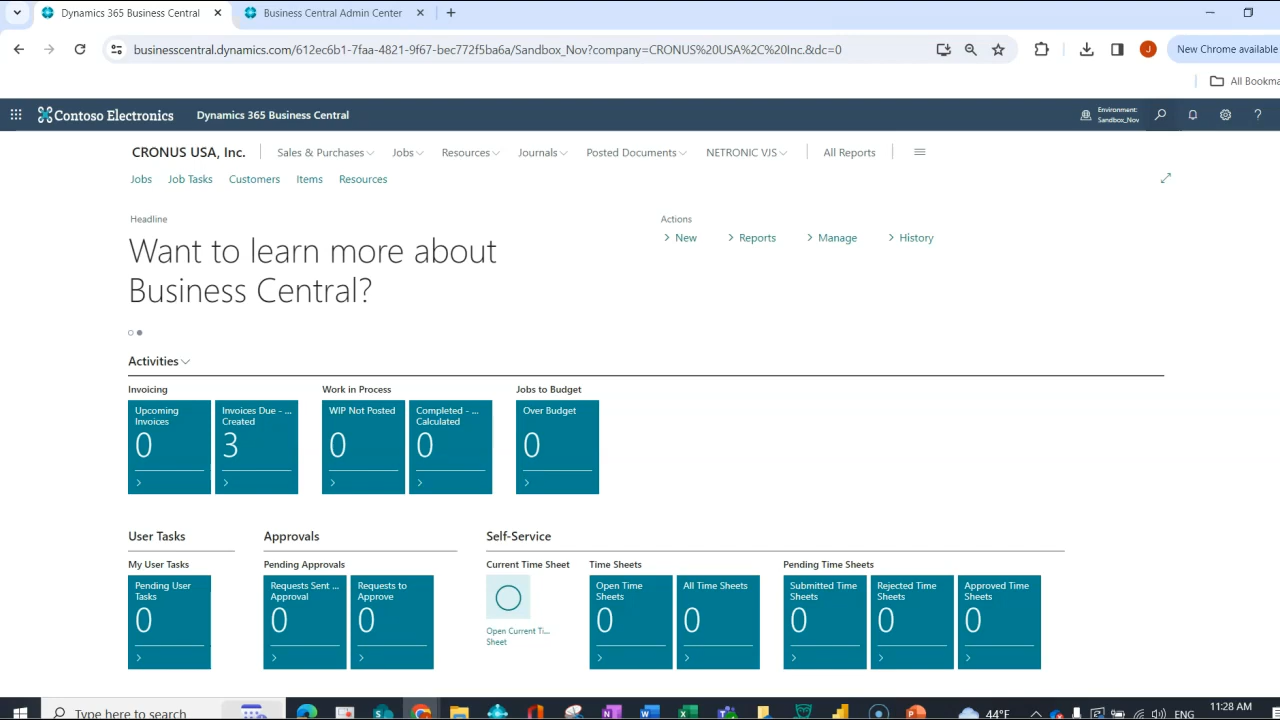 Dynamics 365 Business Central
Business Central Admin Center
businesscentral.dynamics.com/612ec6b1-7faa-4821-9f67-bec772f5ba6a/Sandbox_Nov?company=CRONUS%20USA%2C%20Inc.&dc=0
J
New Chrome available
All Bookma
Contoso Electronics
Dynamics 365 Business Central
Environment:
Sandbox_Nov
?
CRONUS USA, Inc.
Sales & Purchases
Jobs
Resources
Journals
Posted Documents
NETRONIC VJS
All Reports
Jobs
Job Tasks
Customers
Items
Resources
Headline
Want to learn more about
Business Central?
Actions
New
Reports
Manage
History
Activities
Invoicing
Work in Process
Jobs to Budget
Upcoming
Invoices
0
Invoices Due - ...
Created
3
WIP Not Posted
0
Completed - ...
Calculated
0
Over Budget
0
User Tasks
Approvals
Self-Service
My User Tasks
Pending Approvals
Current Time Sheet
Time Sheets
Pending Time Sheets
Pending User
Tasks
0
Requests Sent ...
Approval
0
Requests to
Approve
0
Open Current Ti...
Sheet
Open Time
Sheets
0
All Time Sheets
0
Submitted Time
Sheets
0
Rejected Time
Sheets
0
Approved Time
Sheets
0
Type here to search
44°F
ENG
11:28 AM